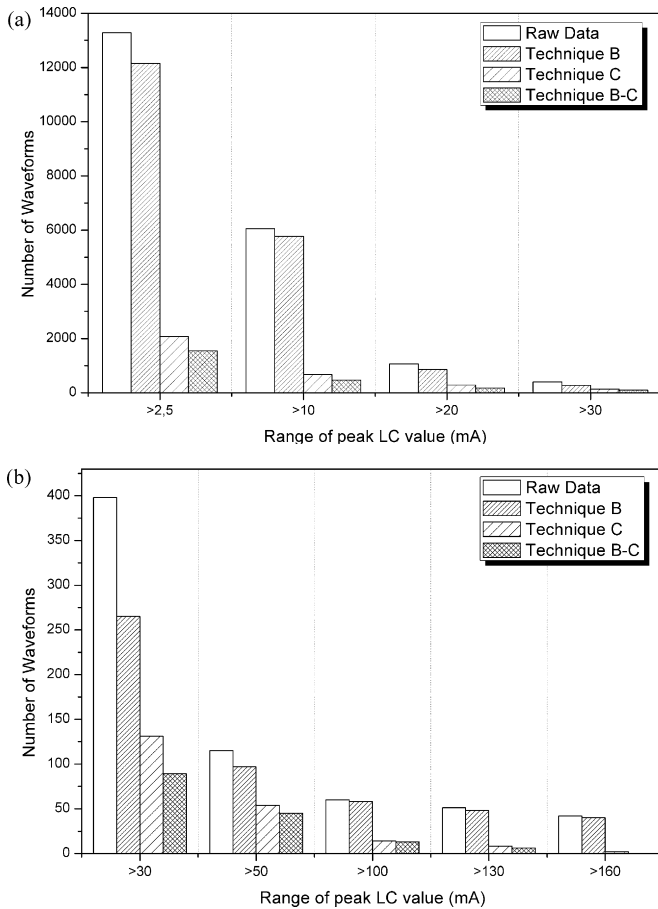 (a)
14000
12000
10000
8000
6000
4000
2000
0
Number of Waveforms
Raw Data
Technique B
Technique C
Technique B-C
>2,5 >10 >20 >30
Range of peak LC value (mA)
(b)
400
350
300
250
200
150
100
50
0
Number of Waveforms
Raw Data
Technique B
Technique C
Technique B-C
>30 >50 >100 >130 >160
Range of peak LC value (mA)